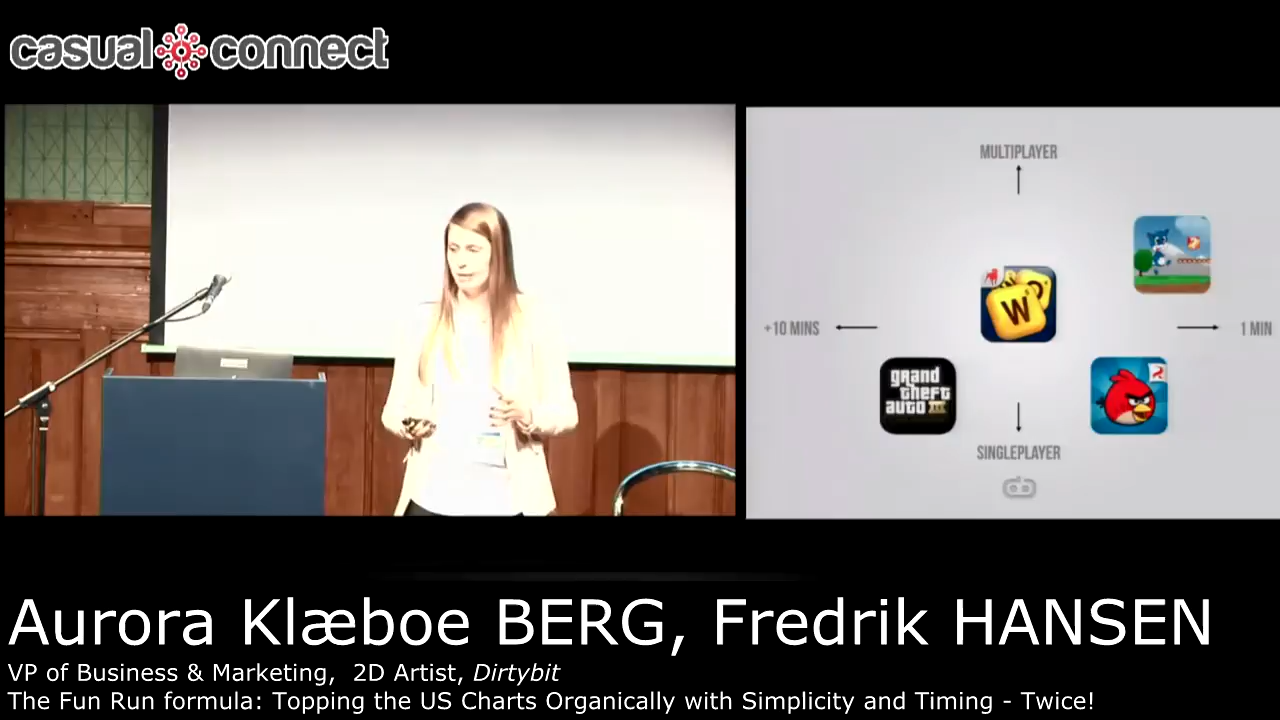 casual connect
MULTIPLAYER
W
+10 MINS
1 MIN
grand
theft
auto III
SINGLEPLAYER
Aurora Klæboe BERG, Fredrik HANSEN
VP of Business & Marketing, 2D Artist, Dirtybit
The Fun Run formula: Topping the US Charts Organically with Simplicity and Timing - Twice!